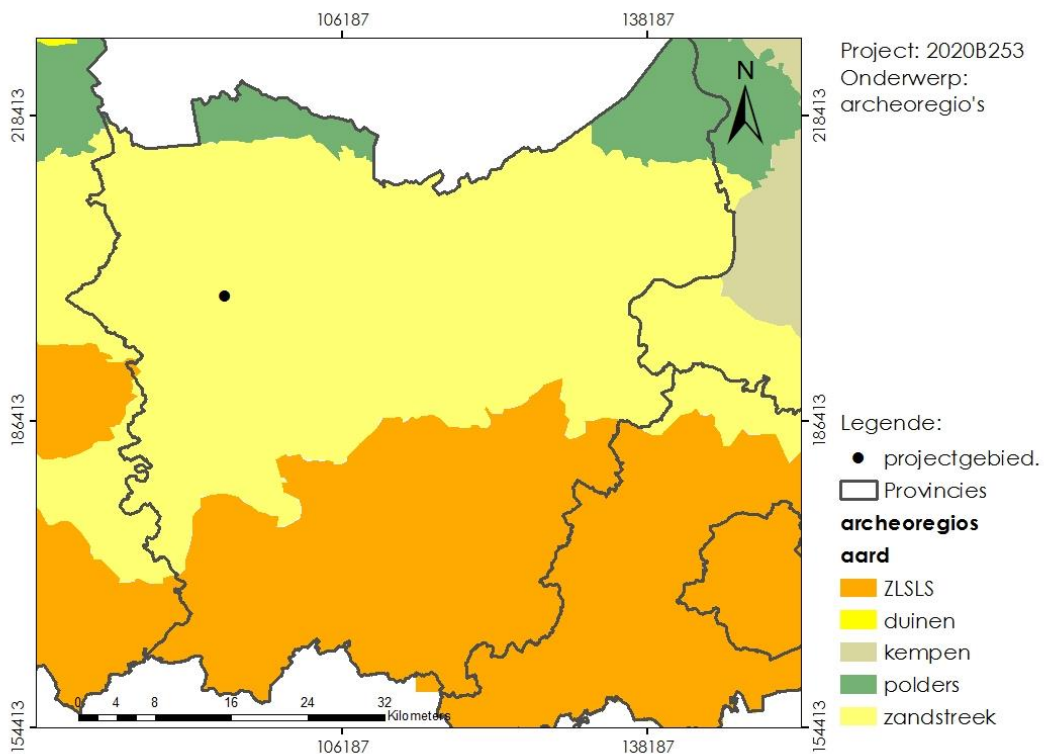 106187
138187
218413
218413
186413
186413
154413
154413
N
0 4 8 16 24 32
Kilometers
106187
138187
Project: 2020B253
Onderwerp:
archeoregio's
Legende:
projectgebied.
Provincies
archeoregios
aard
ZLSLS
duinen
kempen
polders
zandstreek